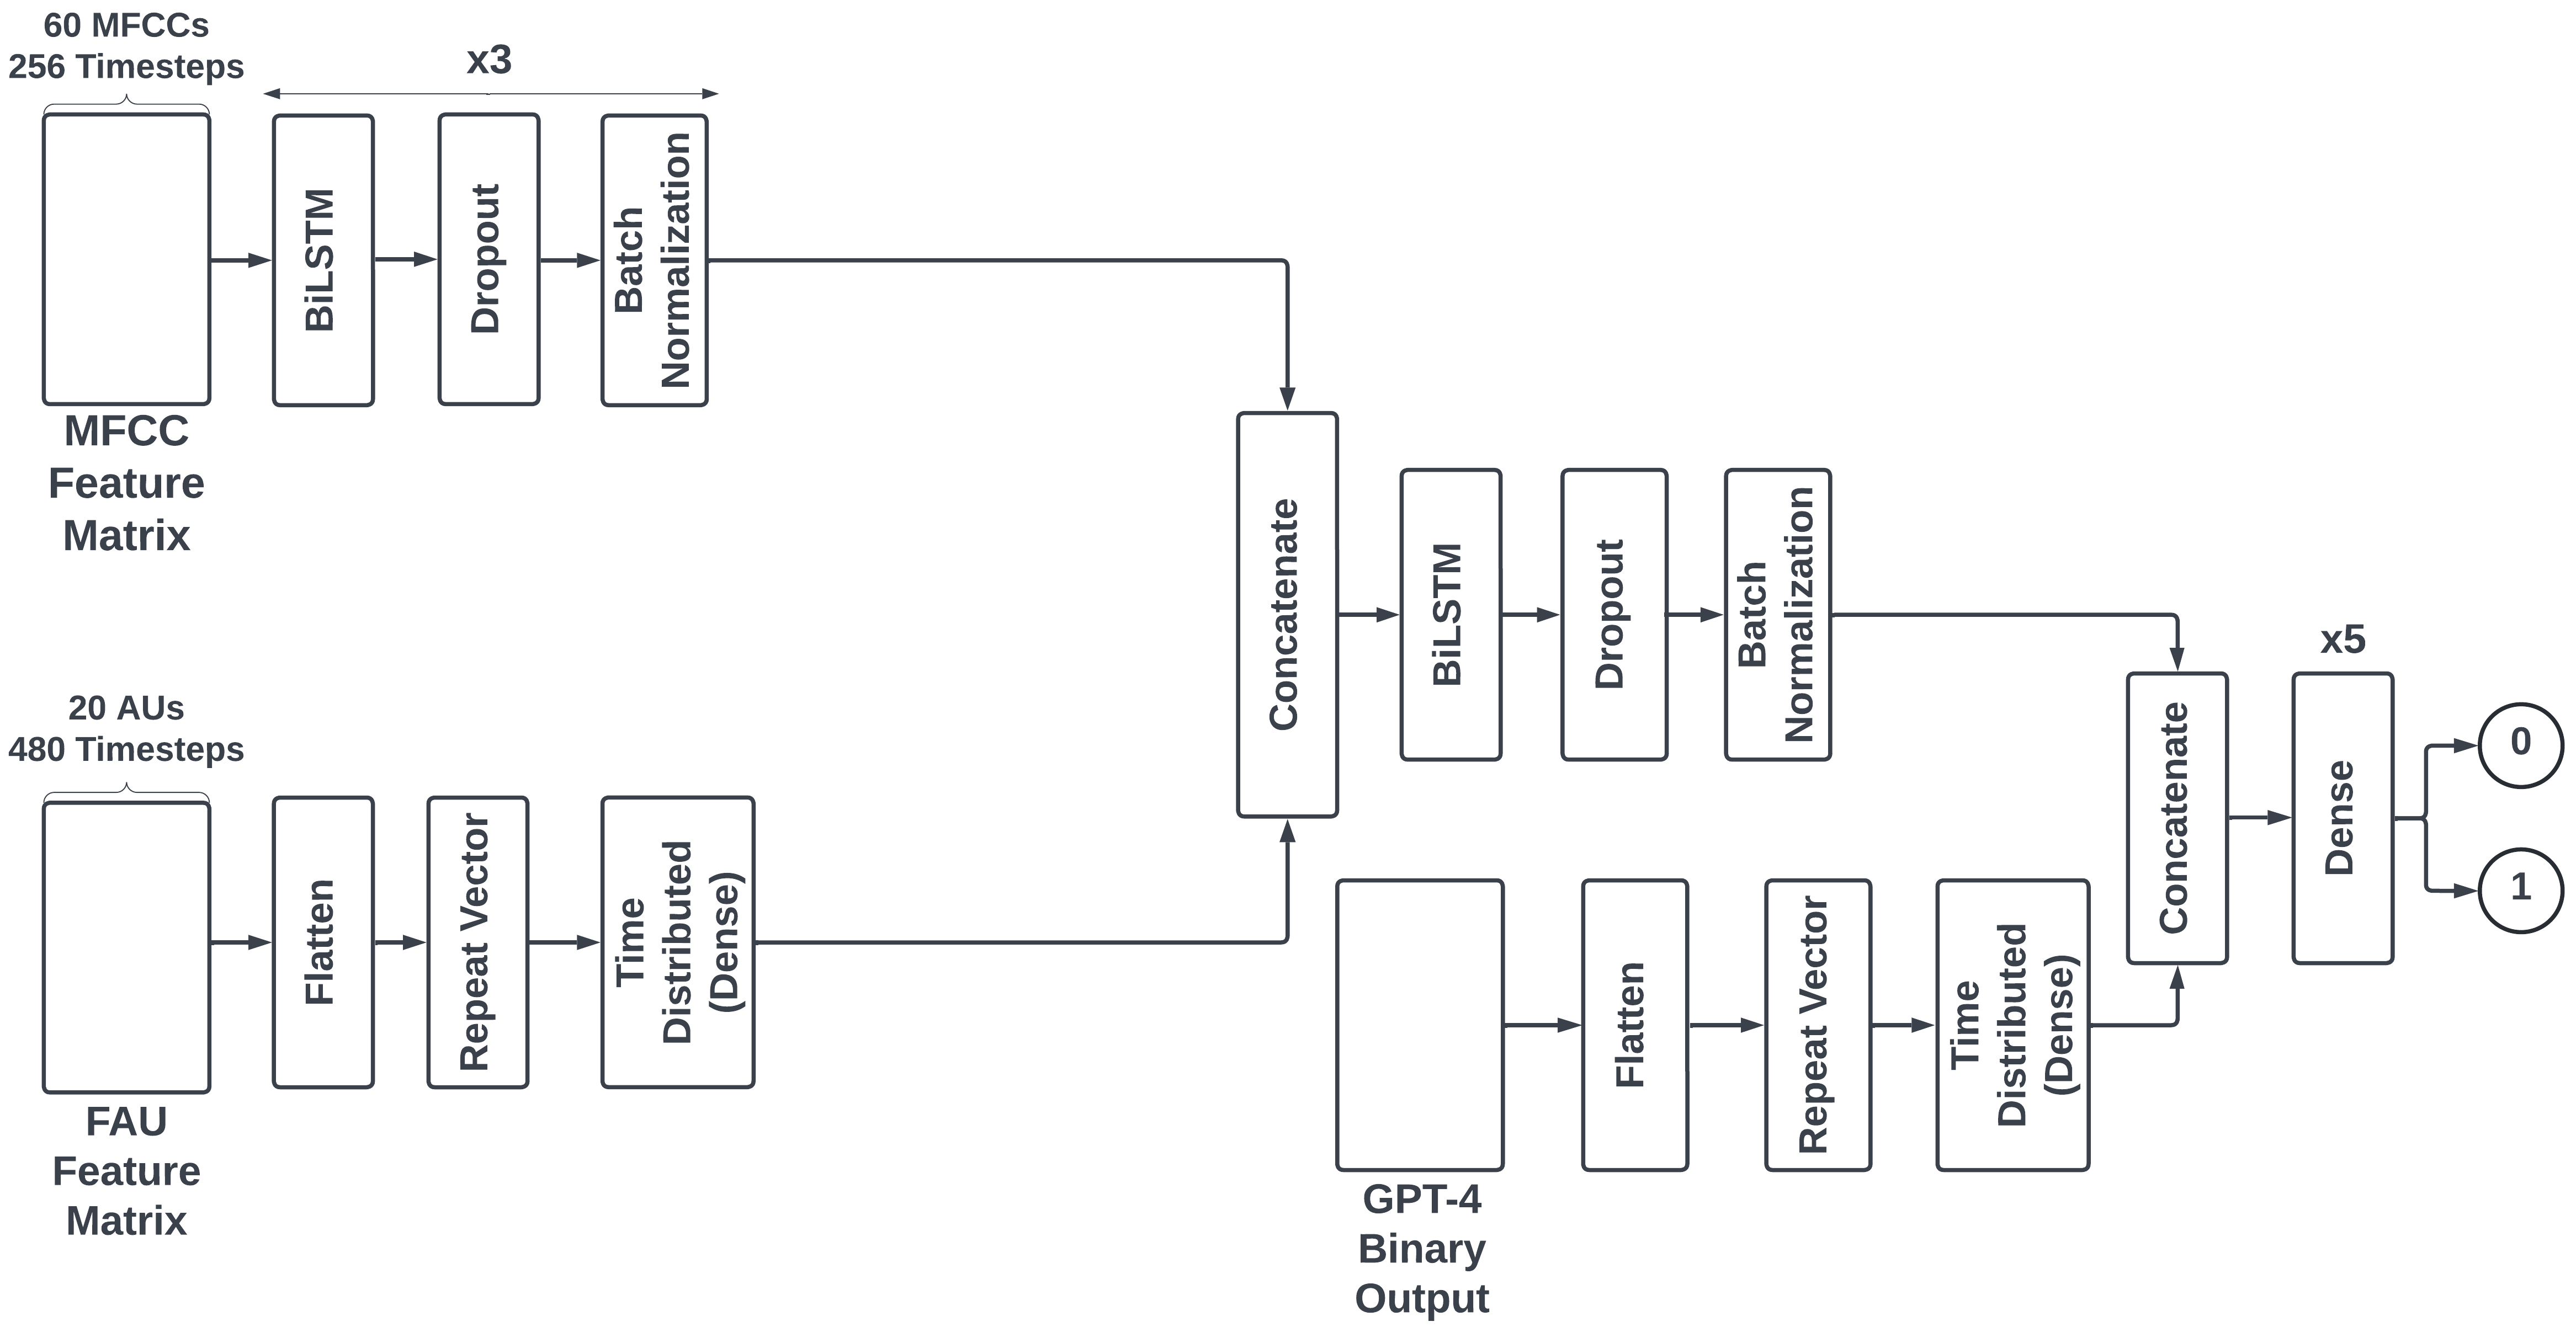 60 MFCCs
256 Timesteps
x3
BiLSTM
Dropout
Batch
Normalization
MFCC
Feature
Matrix
20 AUs
480 Timesteps
Flatten
Repeat Vector
Time
Distributed
(Dense)
FAU
Feature
Matrix
Concatenate
BiLSTM
Dropout
Batch
Normalization
GPT-4
Binary
Output
Flatten
Repeat Vector
Time
Distributed
(Dense)
Concatenate
x5
Dense
0
1